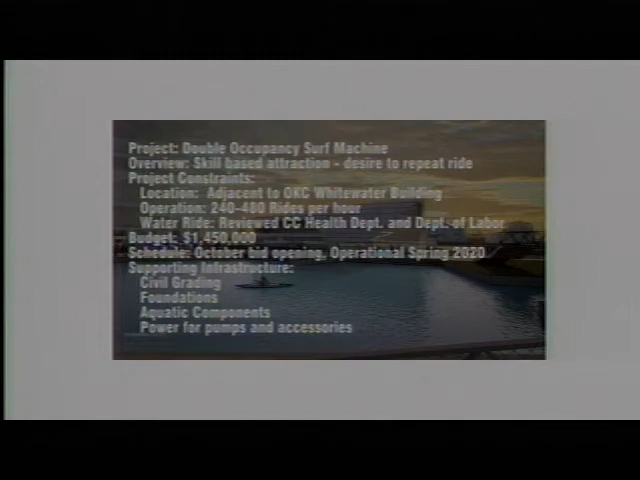 Project: Double Occupancy Surf Machine
Overview: Skill based attraction - desire to repeat ride
Project Constraints:
Location: Adjacent to OKC Whitewater Building
Operation: 240-480 Rides per hour
Water Ride: Reviewed CC Health Dept. and Dept. of Labor
Budget: $1,450,000
Schedule: October bid opening, Operational Spring 2020
Supporting Infrastructure:
Civil Grading
Foundations
Aquatic Components
Power for pumps and accessories